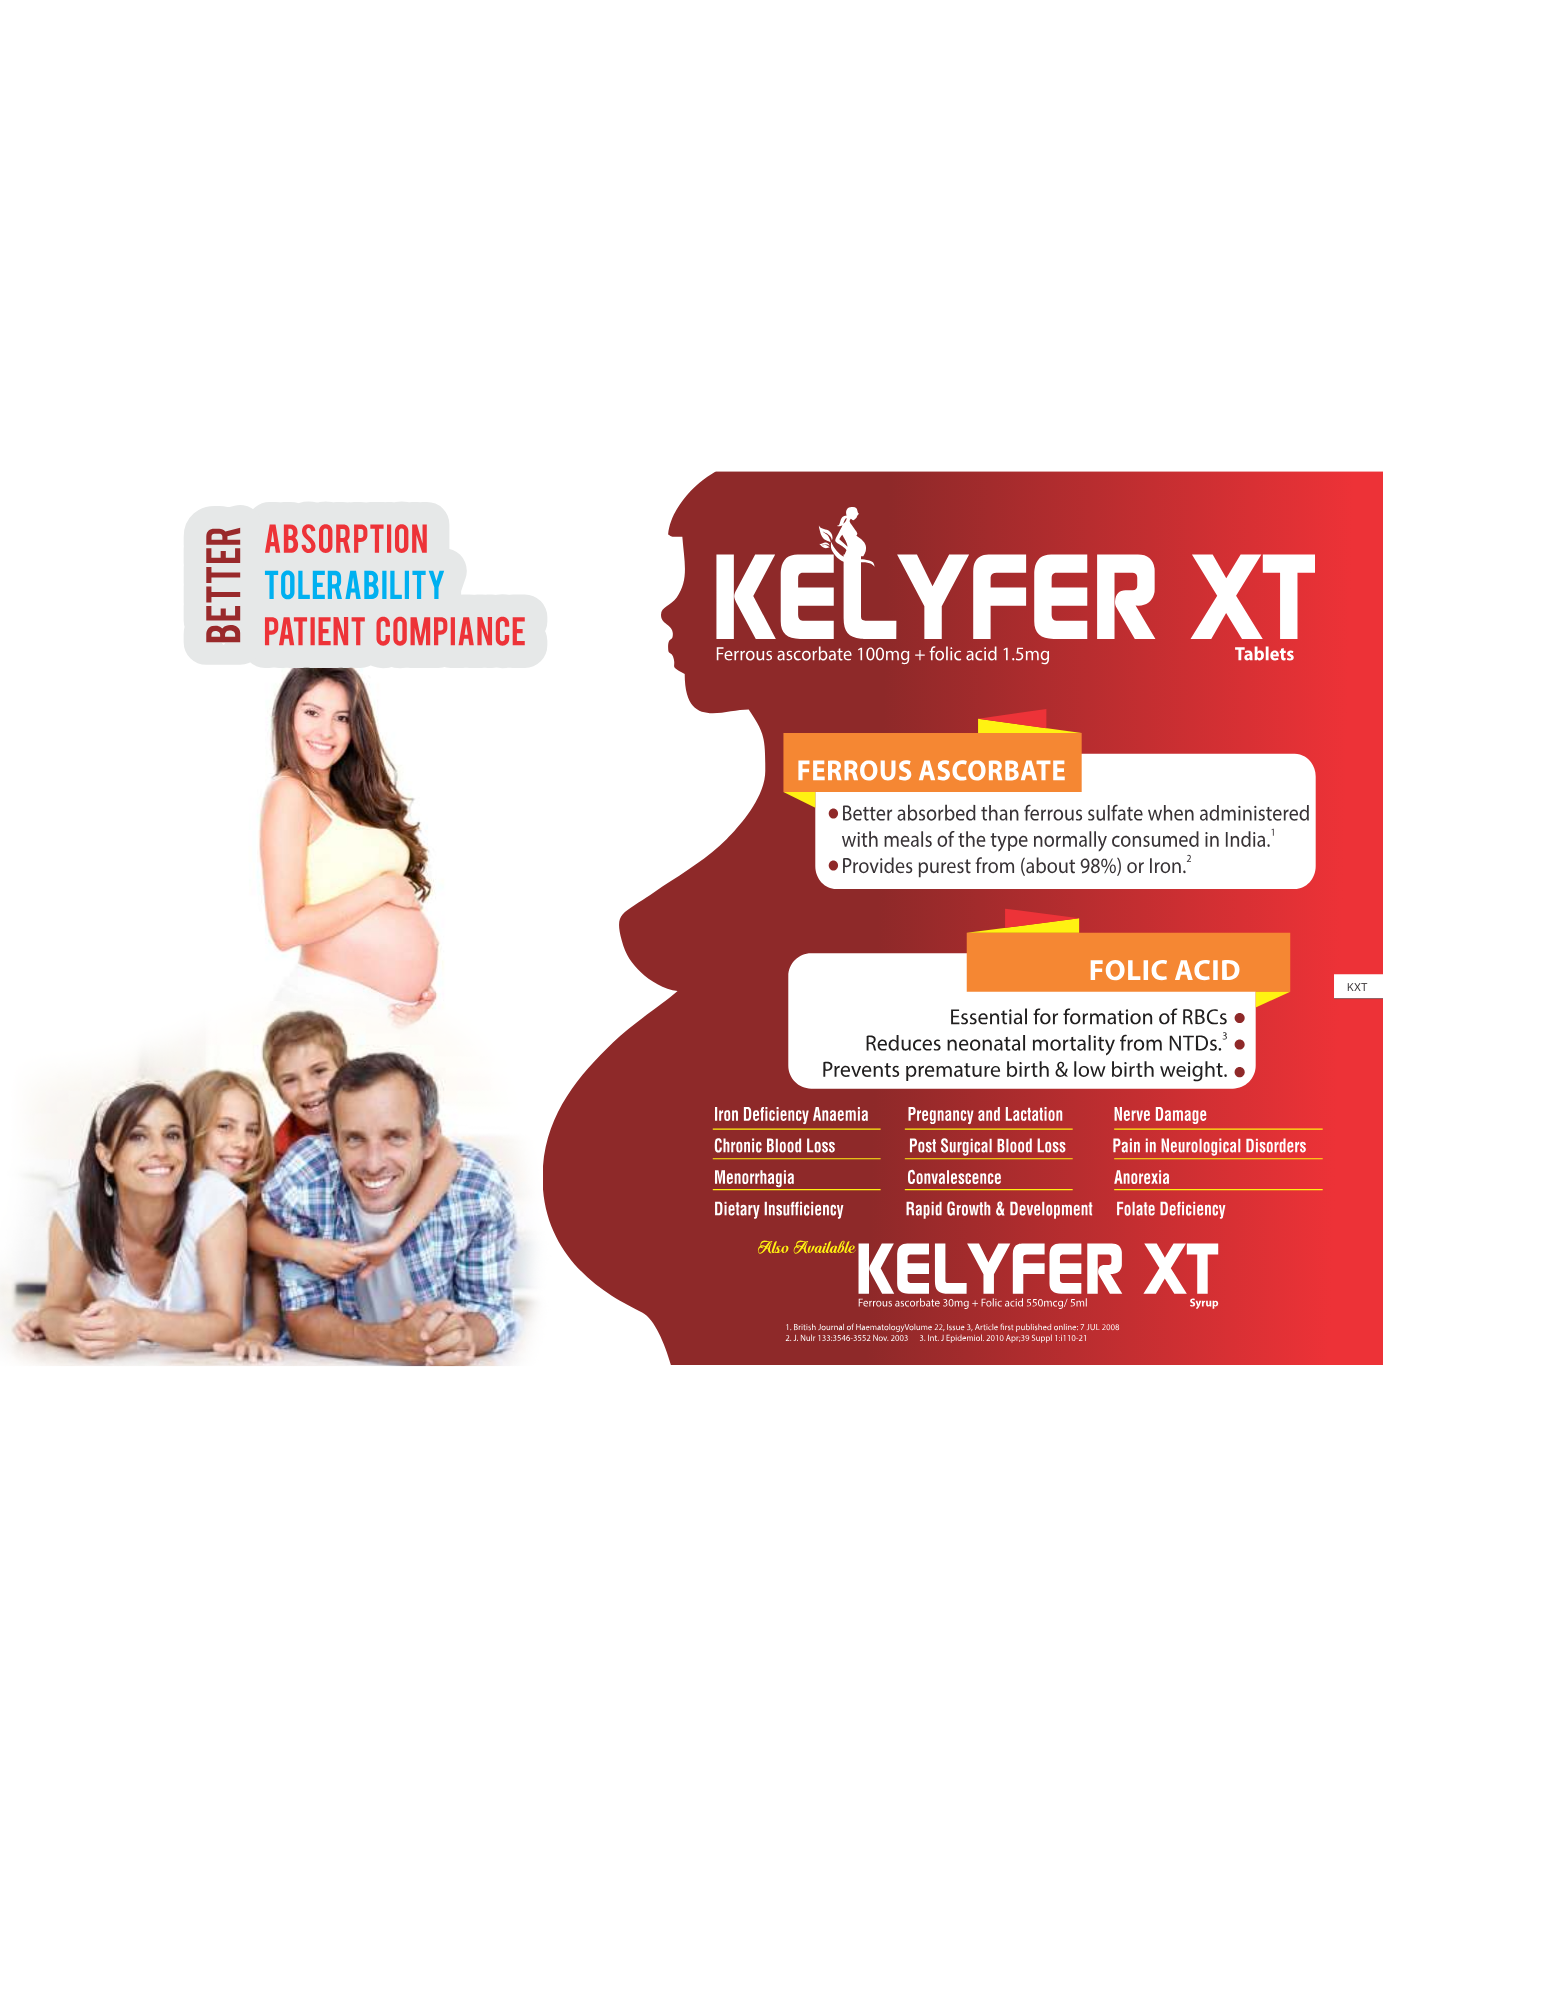 BETTER
ABSORPTION
TOLERABILITY
PATIENT COMPIANCE
KELYFER XT
Ferrous ascorbate 100mg + folic acid 1.5mg
Tablets
FERROUS ASCORBATE
● Better absorbed than ferrous sulfate when administered
with meals of the type normally consumed in India.1
● Provides purest from (about 98%) or Iron.2
FOLIC ACID
Essential for formation of RBCs ●
Reduces neonatal mortality from NTDs.3 ●
Prevents premature birth & low birth weight. ●
KXT
Iron Deficiency Anaemia Pregnancy and Lactation Nerve Damage
Chronic Blood Loss Post Surgical Blood Loss Pain in Neurological Disorders
Menorrhagia Convalescence Anorexia
Dietary Insufficiency Rapid Growth & Development Folate Deficiency
Also Available
KELYFER XT
Ferrous ascorbate 30mg + Folic acid 550mcg/ 5ml
Syrup
1. British Journal of HaematologyVolume 22, Issue 3, Article first published online: 7 JUL 2008
2. J. Nulr 133:3546-3552 Nov. 2003 3. Int. J Epidemiol. 2010 Apr;39 Suppl 1:i110-21